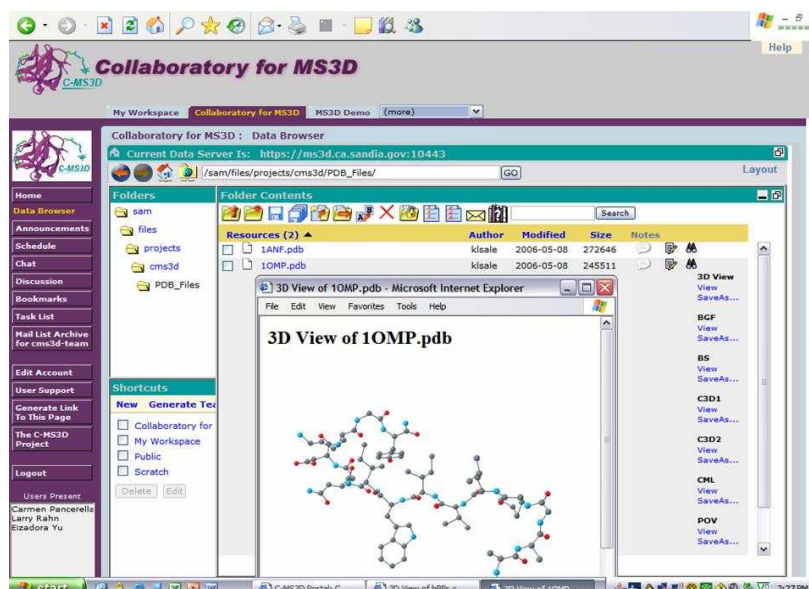 Help
Collaboratory for MS3D
C-MS3D
My Workspace Collaboratory for MS3D MS3D Demo (more)
Collaboratory for MS3D : Data Browser
Current Data Server Is: https://ms3d.ca.sandia.gov:10443
/sam/files/projects/cms3d/PDB_Files/ GO Layout
C-MS3D
Home
Data Browser
Announcements
Schedule
Chat
Discussion
Bookmarks
Task List
Mail List Archive
for cms3d-team
Edit Account
User Support
Generate Link
To This Page
The C-MS3D
Project
Logout
Users Present
Carmen Pancerella
Larry Rahn
Eizadora Yu
Folders
sam
files
projects
cms3d
PDB_Files
Shortcuts
New Generate Tea
Collaboratory for
My Workspace
Public
Scratch
Delete Edit
Folder Contents
Search
Resources (2) Author Modified Size Notes
1ANF.pdb klsale 2006-05-08 272646
1OMP.pdb klsale 2006-05-08 245511
3D View of 1OMP.pdb - Microsoft Internet Explorer
File Edit View Favorites Tools Help
3D View of 1OMP.pdb
3D View
View
SaveAs...
BGF
View
SaveAs...
BS
View
SaveAs...
C3D1
View
SaveAs...
C3D2
View
SaveAs...
CML
View
SaveAs...
POV
View
SaveAs...
start C-MS3D Portal: C 3D View of 3D View of 1OMP 2:27 PM